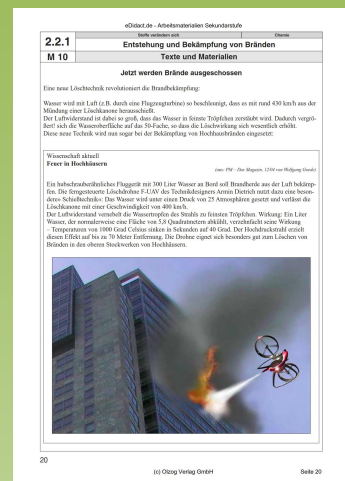 eDidact.de - Arbeitsmaterialien Sekundarstufe
Stoffe verändern sich
Chemie
2.2.1
Entstehung und Bekämpfung von Bränden
M 10
Texte und Materialien
Jetzt werden Brände ausgeschossen
Eine neue Löschtechnik revolutioniert die Brandbekämpfung:
Wasser wird mit Luft (z.B. durch eine Flugzeugturbine) so beschleunigt, dass es mit rund 430 km/h aus der
Mündung einer Löschkanone herausschießt.
Der Luftwiderstand ist dabei so groß, dass das Wasser in feinste Tröpfchen zerstäubt wird. Dadurch vergrö-
ßert! sich die Wasseroberfläche auf das 50-Fache, so dass die Löschwirkung sich wesentlich erhöht.
Diese neue Technik wird nun sogar bei der Bekämpfung von Hochhausbränden eingesetzt:
Wissenschaft aktuell
Feuer in Hochhäusern
(aus: PM – Das Magazin, 12/04 von Wolfgang Goede)
Ein hubschrauberähnliches Fluggerät mit 300 Liter Wasser an Bord soll Brandherde aus der Luft bekämp-
fen. Die ferngesteuerte Löschdrohne F-UAV des Technikdesigners Armin Dietrich nutzt dazu eine beson-
dere« Schießtechnik«: Das Wasser wird unter einen Druck von 25 Atmosphären gesetzt und verlässt die
Löschkanone mit einer Geschwindigkeit von 400 km/h.
Der Luftwiderstand vernebelt die Wassertropfen des Strahls zu feinsten Tröpfchen. Wirkung: Ein Liter
Wasser, der normalerweise eine Fläche von 5,8 Quadratmetern abkühlt, verzehnfacht seine Wirkung
– Temperaturen von 1000 Grad Celsius sinken in Sekunden auf 40 Grad. Der Hochdruckstrahl erzielt
diesen Effekt auf bis zu 70 Meter Entfernung. Die Drohne eignet sich besonders gut zum Löschen von
Bränden in den oberen Stockwerken von Hochhäusern.
20
(c) Olzog Verlag GmbH
Seite 20